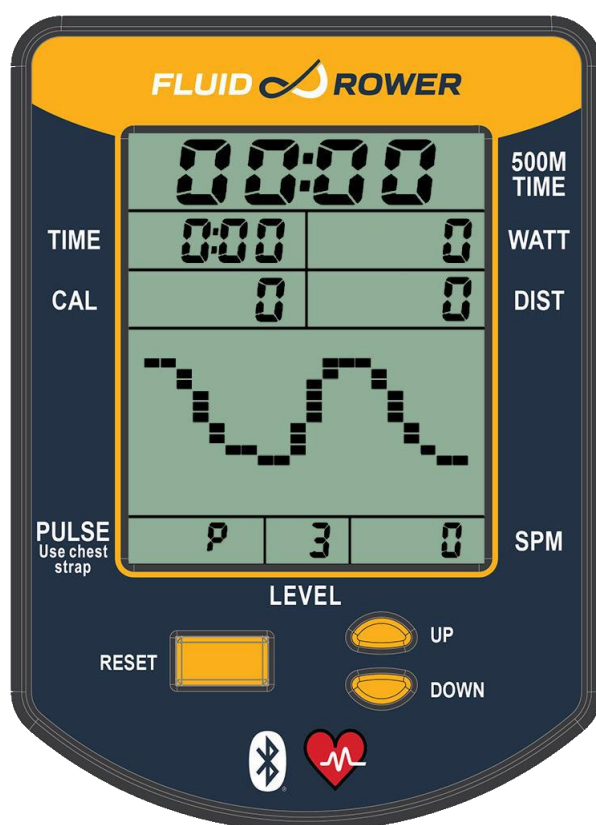 FLUID ROWER
00:00
500M
TIME
TIME
0:00
0
WATT
CAL
0
0
DIST
PULSE
Use chest
strap
P
3
0
SPM
LEVEL
RESET
UP
DOWN